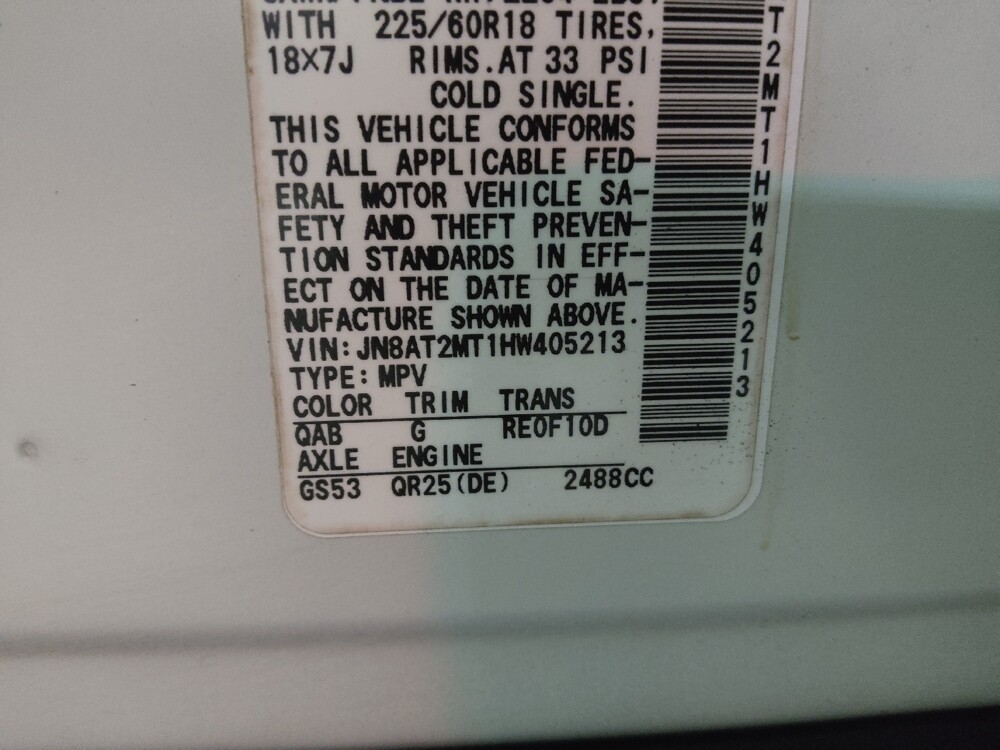 WITH 225/60R18 TIRES,
18×7J RIMS.AT 33 PSI
COLD SINGLE.
THIS VEHICLE CONFORMS
TO ALL APPLICABLE FED-
ERAL MOTOR VEHICLE SA-
FETY AND THEFT PREVEN-
TION STANDARDS IN EFF-
ECT ON THE DATE OF MA-
NUFACTURE SHOWN ABOVE.
VIN:JN8AT2MT1HW405213
TYPE:MPV
COLOR TRIM TRANS
QAB G RE0F10D
AXLE ENGINE
GS53 QR25(DE) 2488CC
T2MT1HW405213